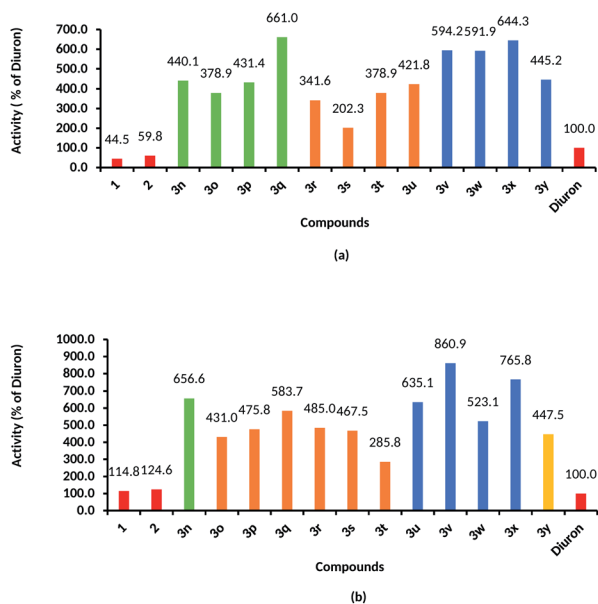 Activity ( % of Diuron)
700.0
600.0
500.0
400.0
300.0
200.0
100.0
0.0
44.5 59.8 440.1 378.9 431.4 661.0 341.6 202.3 378.9 421.8 594.2 591.9 644.3 445.2 100.0
1 2 3n 3o 3p 3q 3r 3s 3t 3u 3v 3w 3x 3y Diuron
Compounds
(a)
Activity (% of Diuron)
1000.0
900.0
800.0
700.0
600.0
500.0
400.0
300.0
200.0
100.0
0.0
114.8 124.6 656.6 431.0 475.8 583.7 485.0 467.5 285.8 635.1 860.9 523.1 765.8 447.5 100.0
1 2 3n 3o 3p 3q 3r 3s 3t 3u 3v 3w 3x 3y Diuron
Compounds
(b)